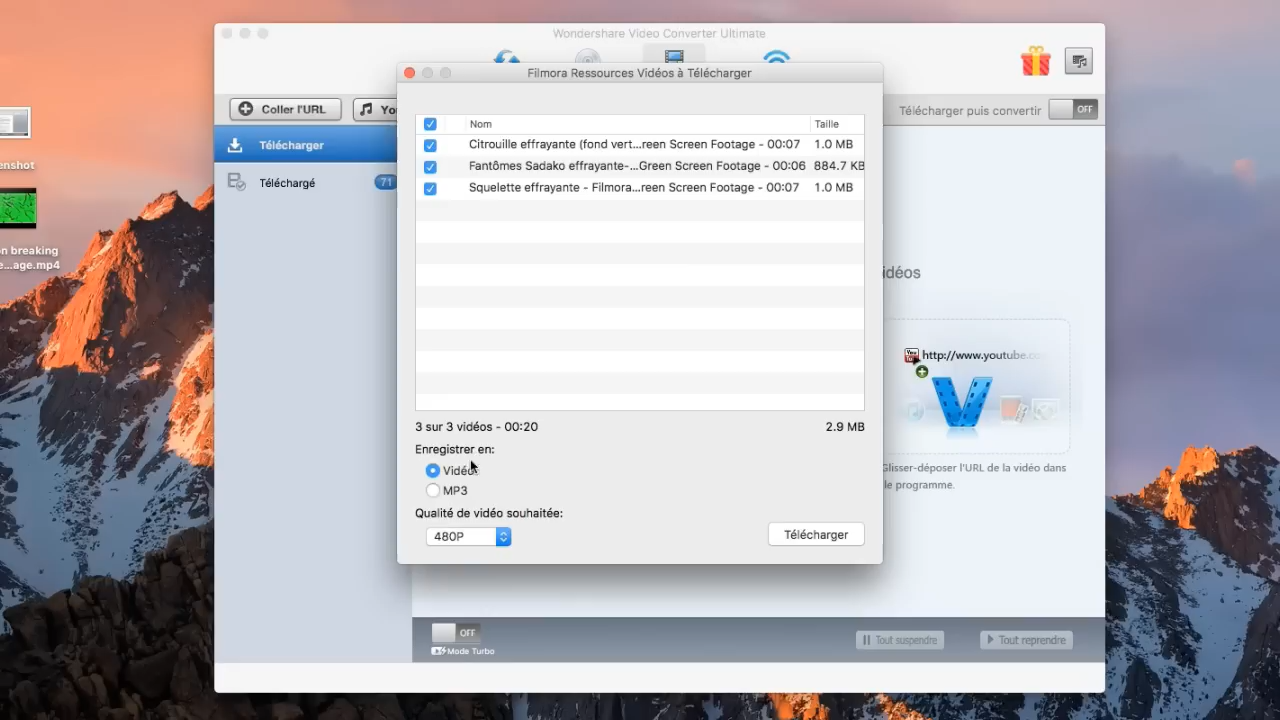 Wondershare Video Converter Ultimate
Filmora Ressources Vidéos à Télécharger
Coller l'URL
Télécharger puis convertir
OFF
Télécharger
Téléchargé
71
Nom
Taille
Citrouille effrayante (fond vert...reen Screen Footage - 00:07
1.0 MB
Fantômes Sadako effrayante-...Green Screen Footage - 00:06
884.7 KB
Squelette effrayante - Filmora...reen Screen Footage - 00:07
1.0 MB
3 sur 3 vidéos - 00:20
2.9 MB
Enregistrer en:
Vidéo
MP3
Qualité de vidéo souhaitée:
480P
Télécharger
idéos
http://www.youtube.c
Glisser-déposer l'URL de la vidéo dans
le programme.
OFF
Mode Turbo
Tout suspendre
Tout reprendre
enshot
on breaking
e...age.mp4